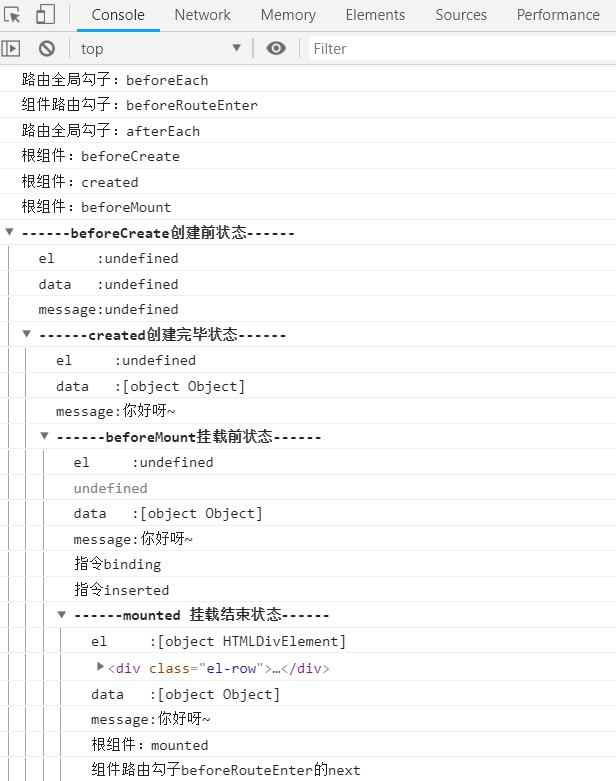 Console Network Memory Elements Sources Performance
top Filter
路由全局勾子：beforeEach
组件路由勾子：beforeRouteEnter
路由全局勾子：afterEach
根组件：beforeCreate
根组件：created
根组件：beforeMount
------beforeCreate创建前状态------
el     :undefined
data   :undefined
message:undefined
------created创建完毕状态------
el     :undefined
data   :[object Object]
message:你好呀~
------beforeMount挂载前状态------
el     :undefined
undefined
data   :[object Object]
message:你好呀~
指令binding
指令inserted
------mounted 挂载结束状态------
el     :[object HTMLDivElement]
<div class="el-row">…</div>
data   :[object Object]
message:你好呀~
根组件：mounted
组件路由勾子beforeRouteEnter的next